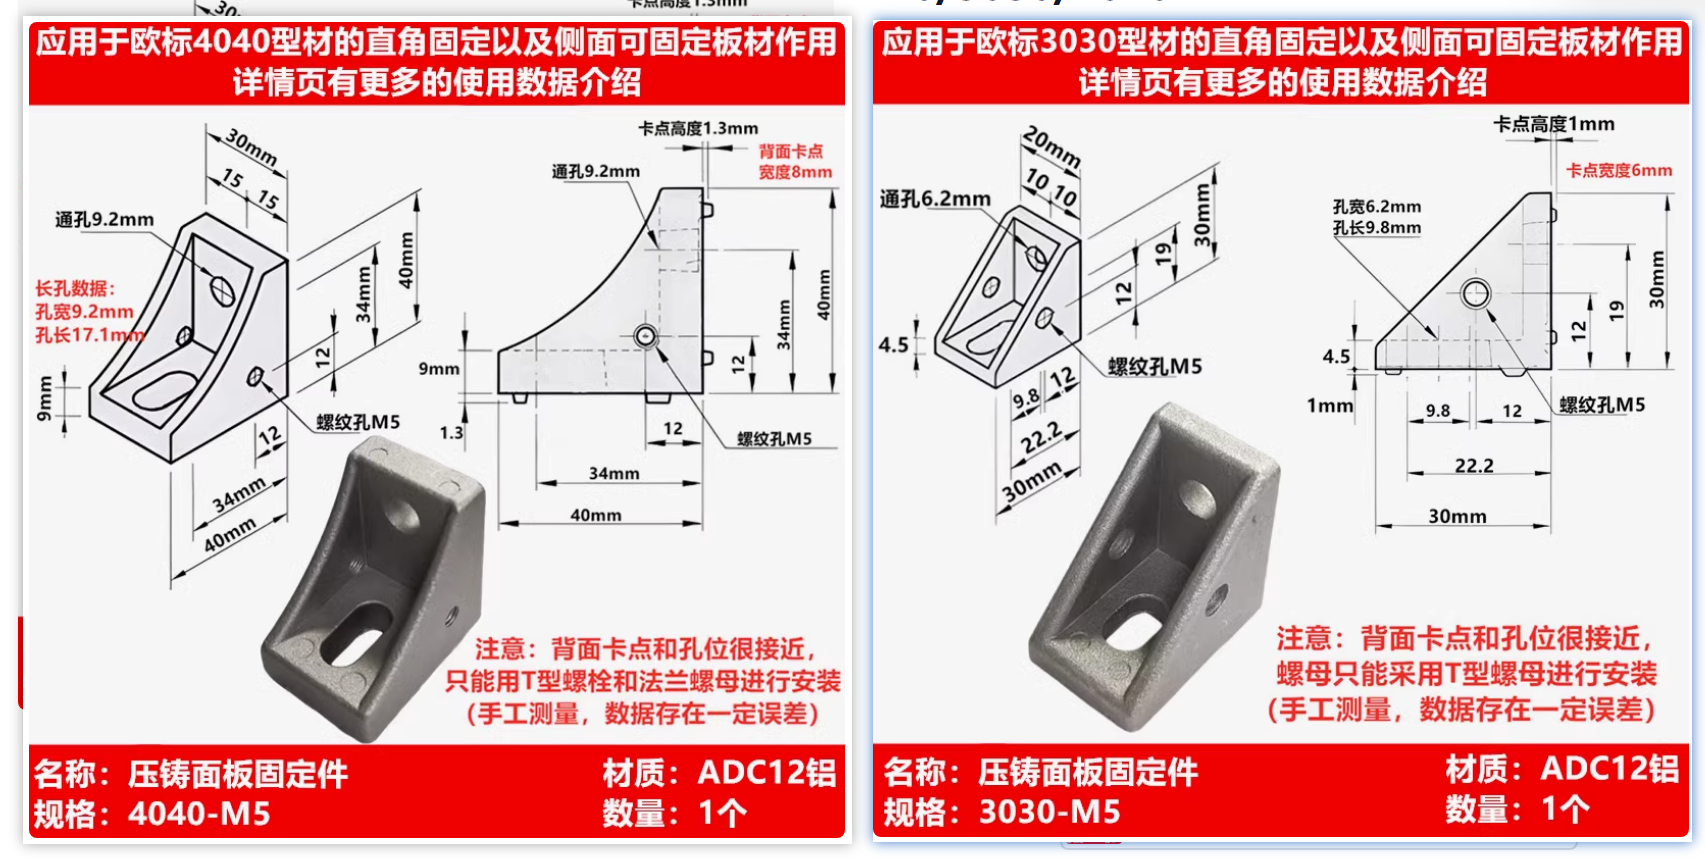 应用于欧标4040型材的直角固定以及侧面可固定板材作用
详情页有更多的使用数据介绍
30mm
15
15
通孔9.2mm
长孔数据：
孔宽9.2mm
孔长17.1mm
9mm
40mm
34mm
12
螺纹孔M5
12
34mm
40mm
卡点高度1.3mm
背面卡点
宽度8mm
通孔9.2mm
9mm
1.3
12
34mm
40mm
12
螺纹孔M5
34mm
40mm
注意：背面卡点和孔位很接近，
只能用T型螺栓和法兰螺母进行安装
（手工测量，数据存在一定误差）
名称：压铸面板固定件
材质：ADC12铝
规格：4040-M5
数量：1个
应用于欧标3030型材的直角固定以及侧面可固定板材作用
详情页有更多的使用数据介绍
20mm
10
10
通孔6.2mm
30mm
19
12
4.5
螺纹孔M5
12
9.8
22.2
30mm
卡点高度1mm
卡点宽度6mm
孔宽6.2mm
孔长9.8mm
4.5
1mm
12
19
30mm
9.8
12
螺纹孔M5
22.2
30mm
注意：背面卡点和孔位很接近，
螺母只能采用T型螺母进行安装
（手工测量，数据存在一定误差）
名称：压铸面板固定件
材质：ADC12铝
规格：3030-M5
数量：1个